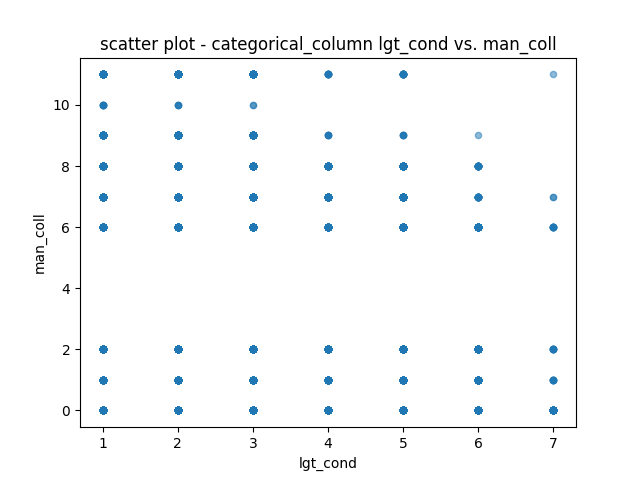 scatter plot - categorical_column lgt_cond vs. man_coll
10
8
6
4
2
0
man_coll
1 2 3 4 5 6 7
lgt_cond